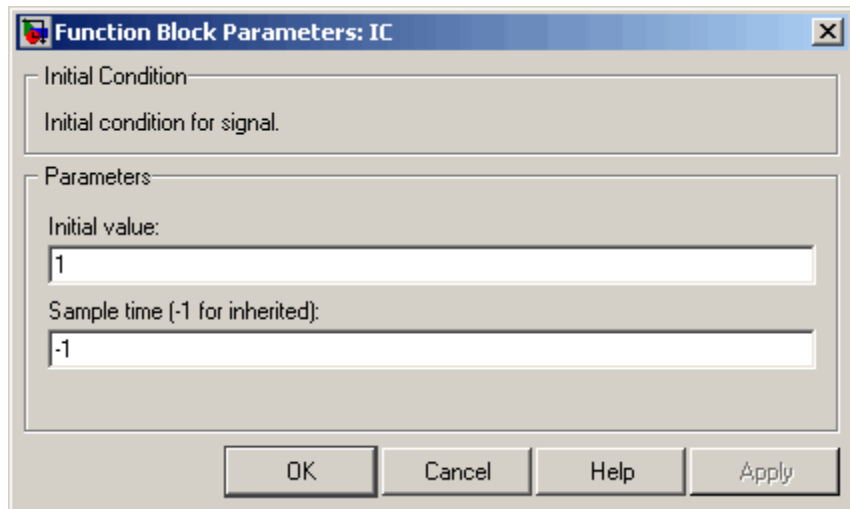 Function Block Parameters: IC
Initial Condition
Initial condition for signal.
Parameters
Initial value:
1
Sample time (-1 for inherited):
-1
OK Cancel Help Apply